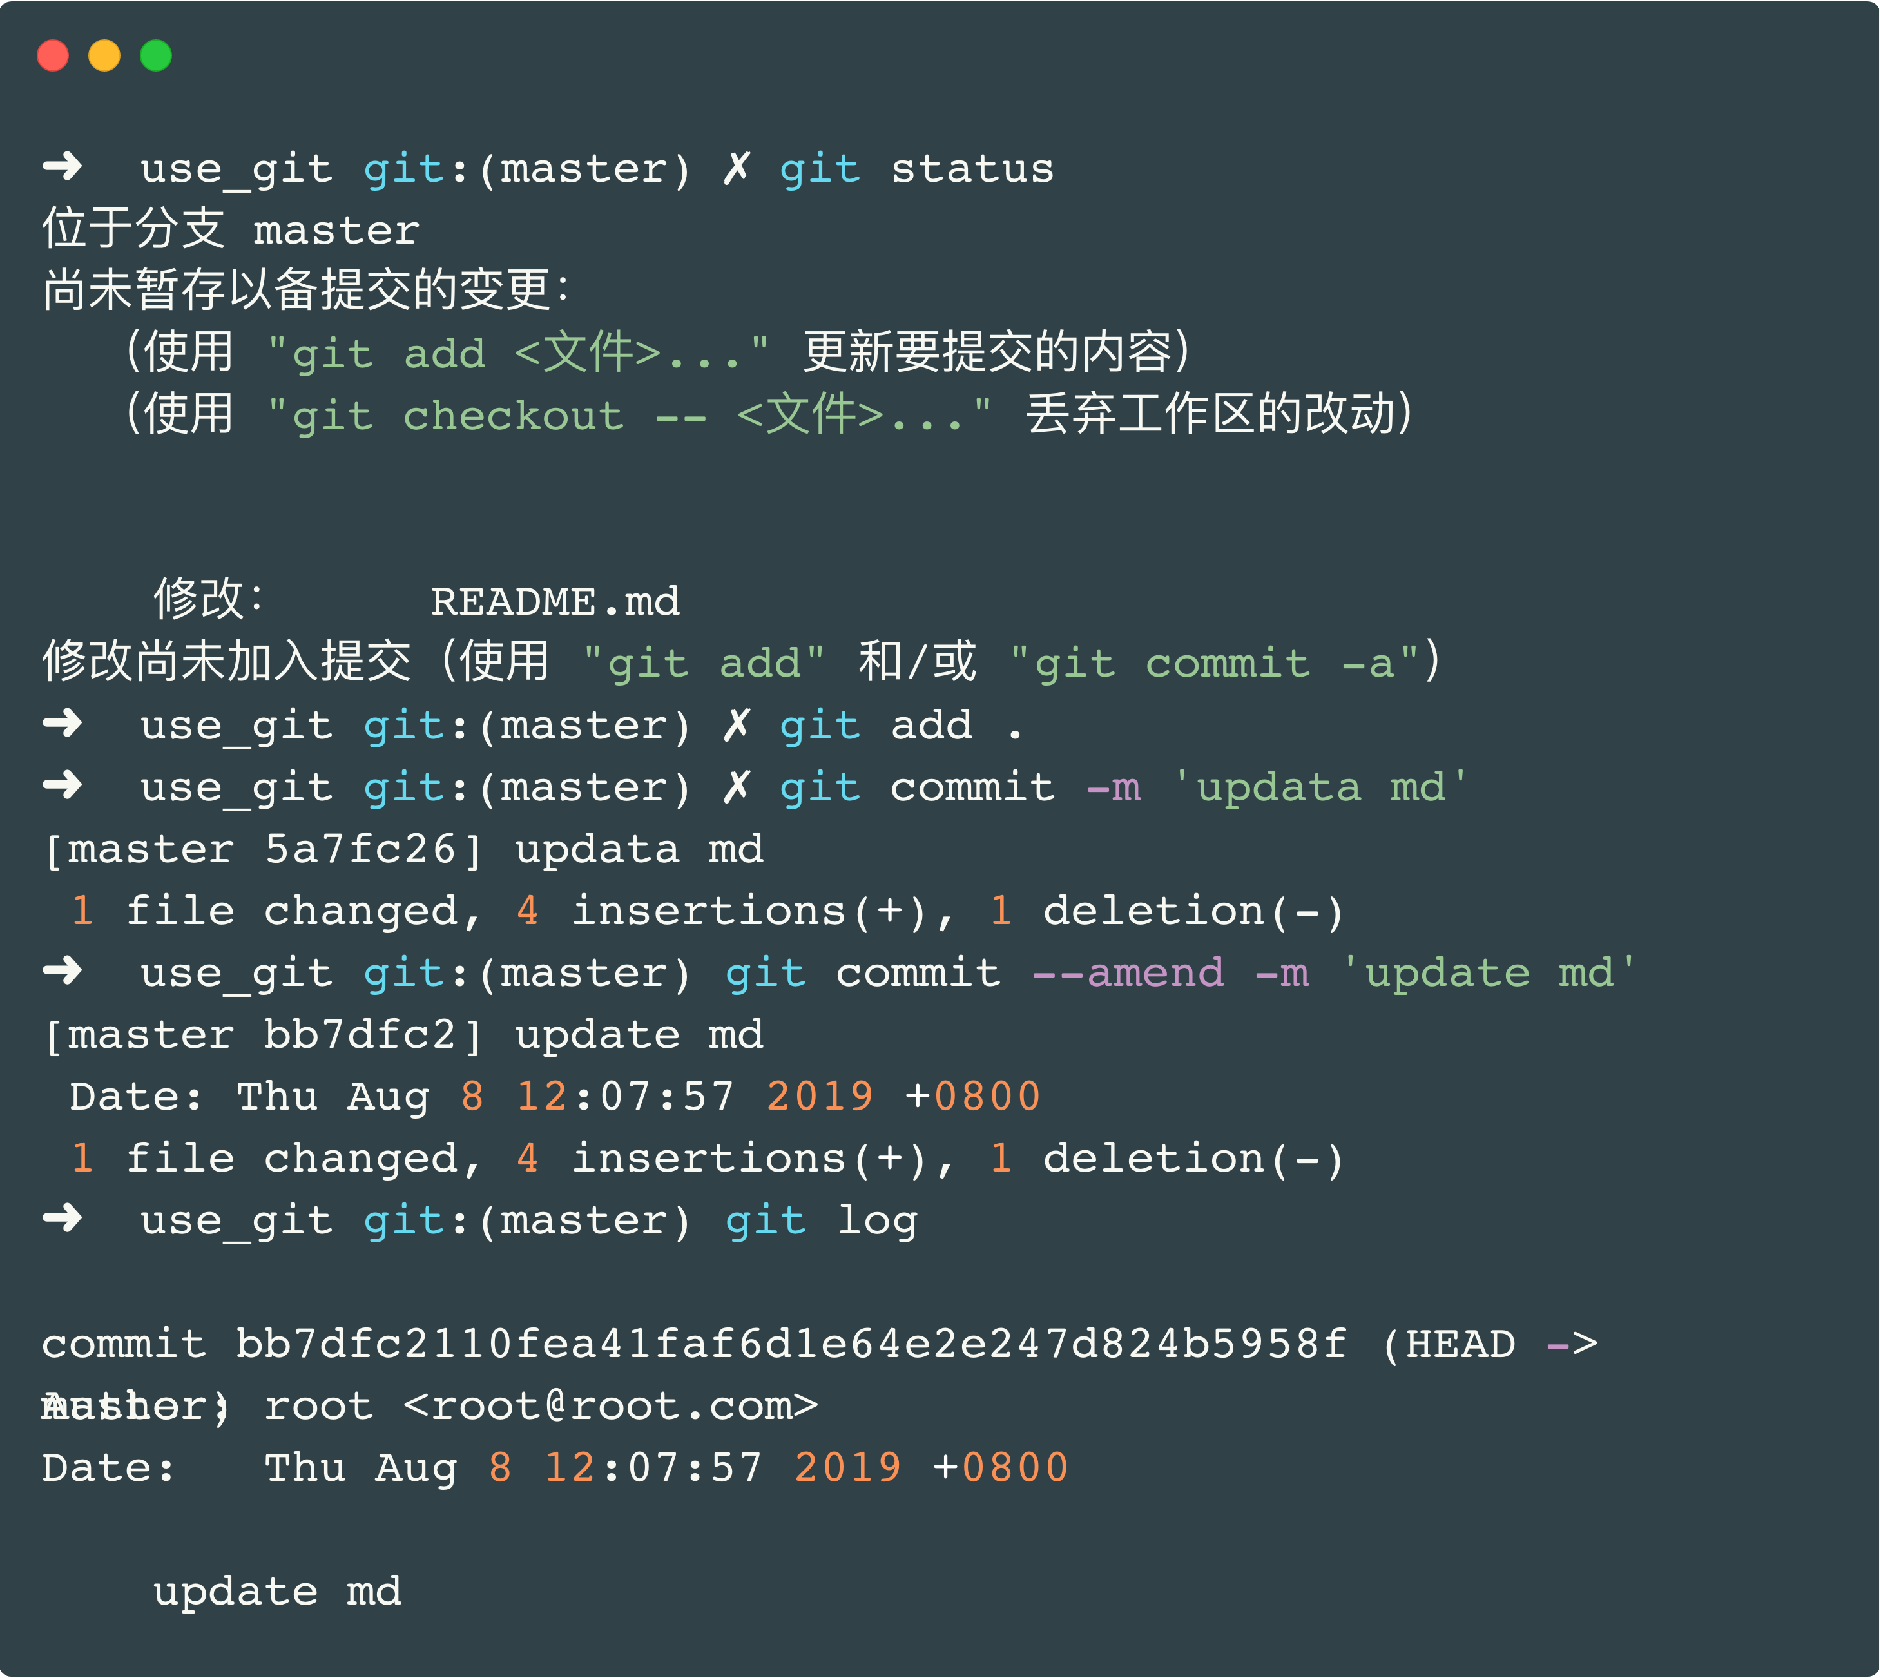 ➜  use_git git:(master) ✗ git status
位于分支 master
尚未暂存以备提交的变更：
  （使用 "git add <文件>..." 更新要提交的内容）
  （使用 "git checkout -- <文件>..." 丢弃工作区的改动）
    修改：      README.md
修改尚未加入提交（使用 "git add" 和/或 "git commit -a"）
➜  use_git git:(master) ✗ git add .
➜  use_git git:(master) ✗ git commit -m 'updata md'
[master 5a7fc26] updata md
 1 file changed, 4 insertions(+), 1 deletion(-)
➜  use_git git:(master) git commit --amend -m 'update md'
[master bb7dfc2] update md
 Date: Thu Aug 8 12:07:57 2019 +0800
 1 file changed, 4 insertions(+), 1 deletion(-)
➜  use_git git:(master) git log
commit bb7dfc2110fea41faf6d1e64e2e247d824b5958f (HEAD ->
master)
Author: root <root@root.com>
Date:   Thu Aug 8 12:07:57 2019 +0800
    update md